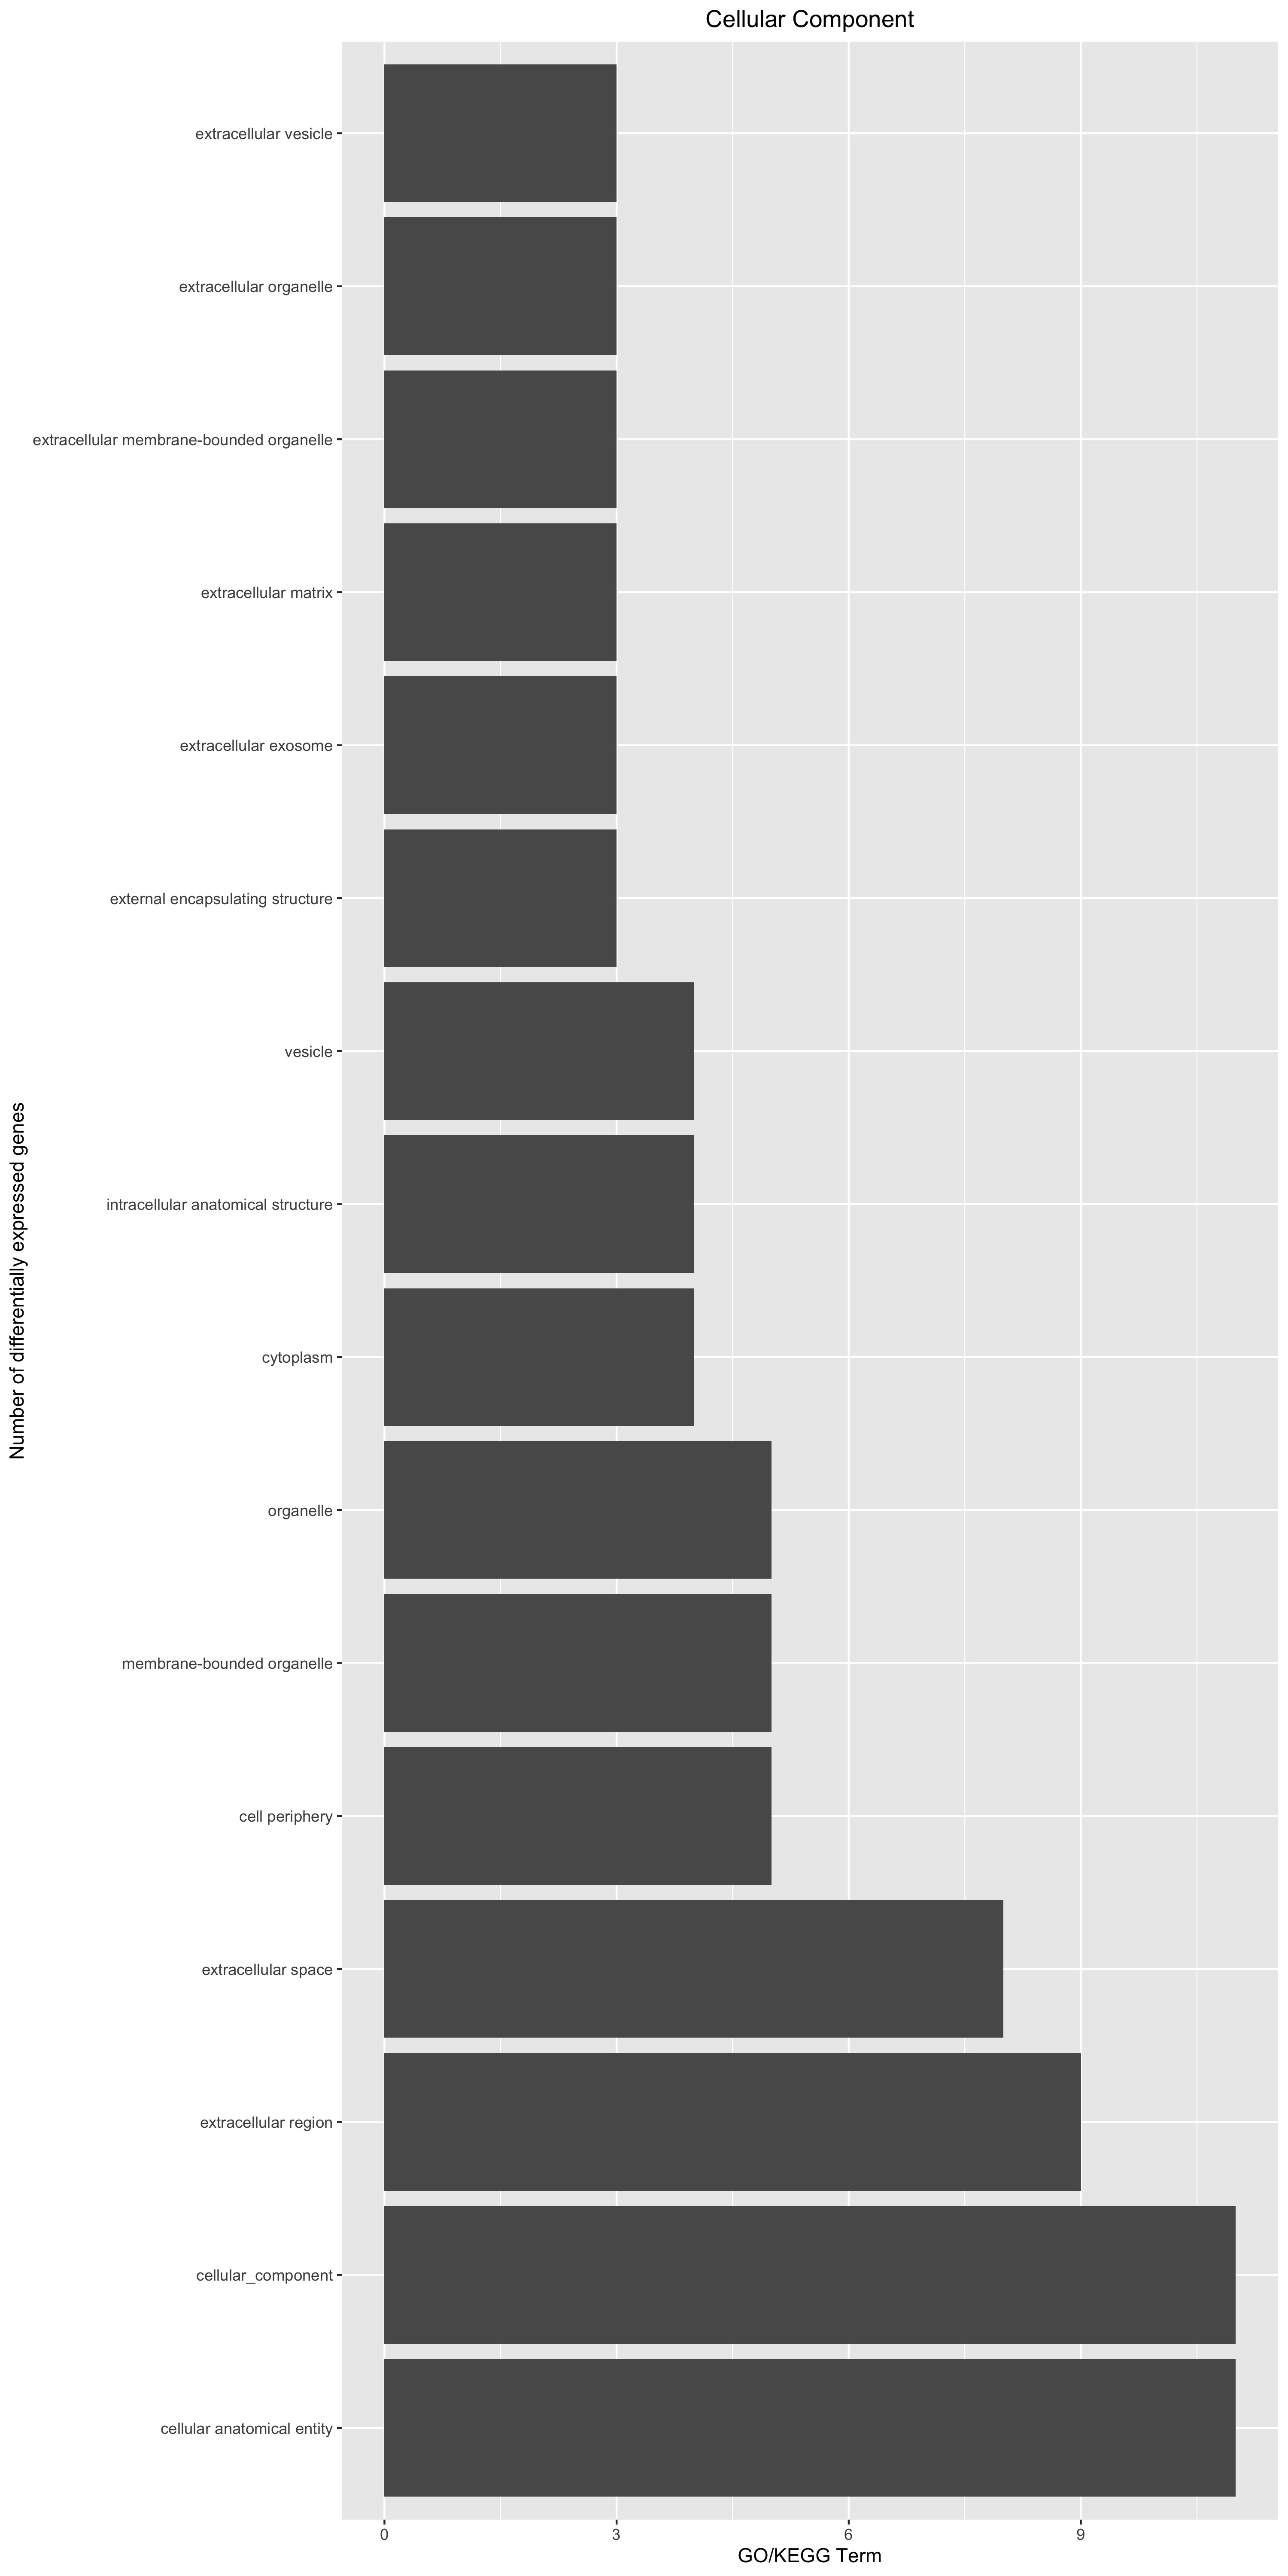 Cellular Component
extracellular vesicle
extracellular organelle
extracellular membrane-bounded organelle
extracellular matrix
extracellular exosome
external encapsulating structure
vesicle
intracellular anatomical structure
cytoplasm
organelle
membrane-bounded organelle
cell periphery
extracellular space
extracellular region
cellular_component
cellular anatomical entity
Number of differentially expressed genes
0 3 6 9
GO/KEGG Term